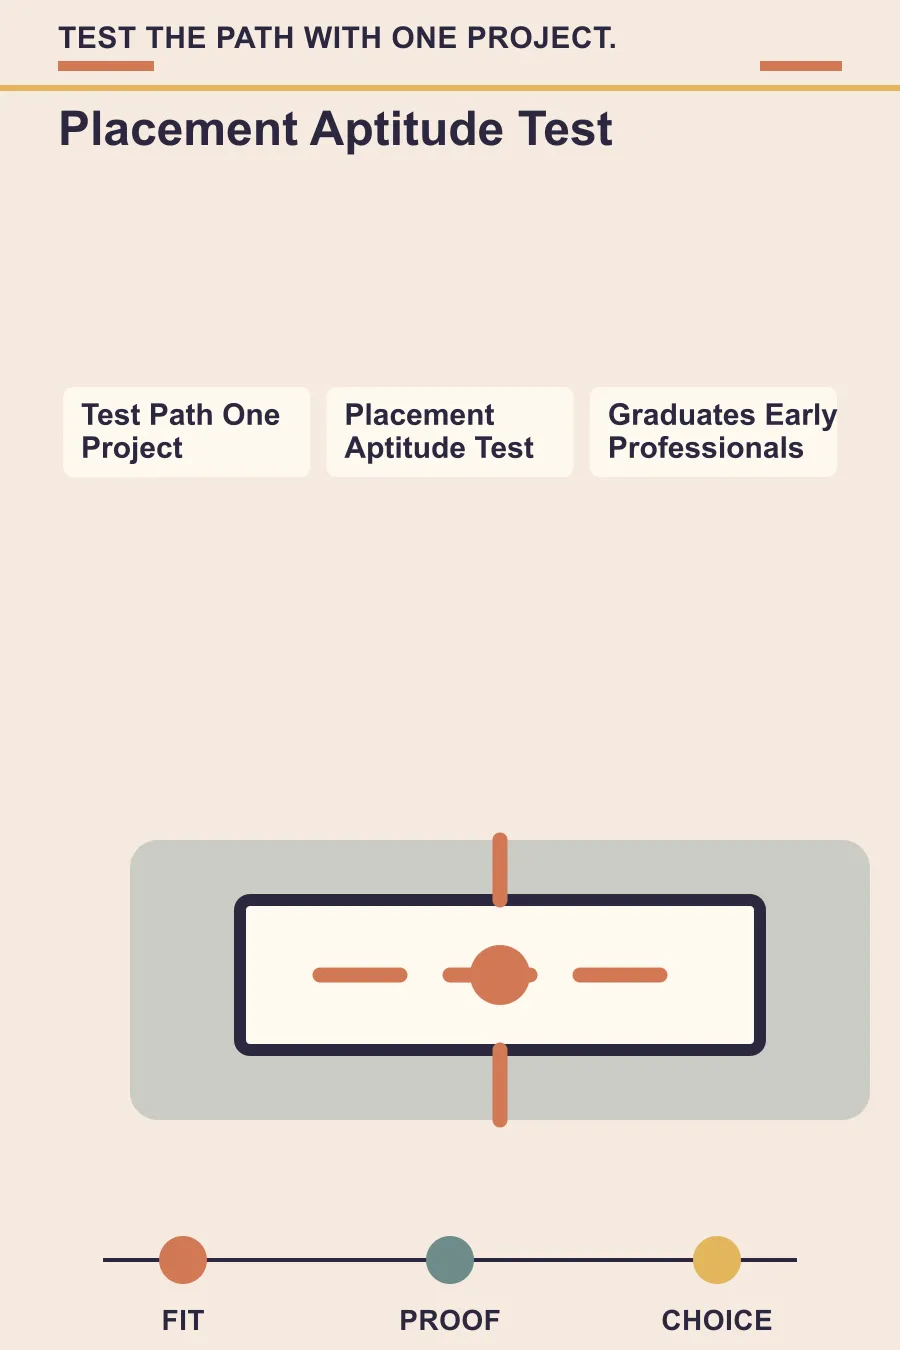 TEST THE PATH WITH ONE PROJECT.
Placement Aptitude Test
Test Path One
Project
Placement
Aptitude Test
Graduates Early
Professionals
FIT
PROOF
CHOICE